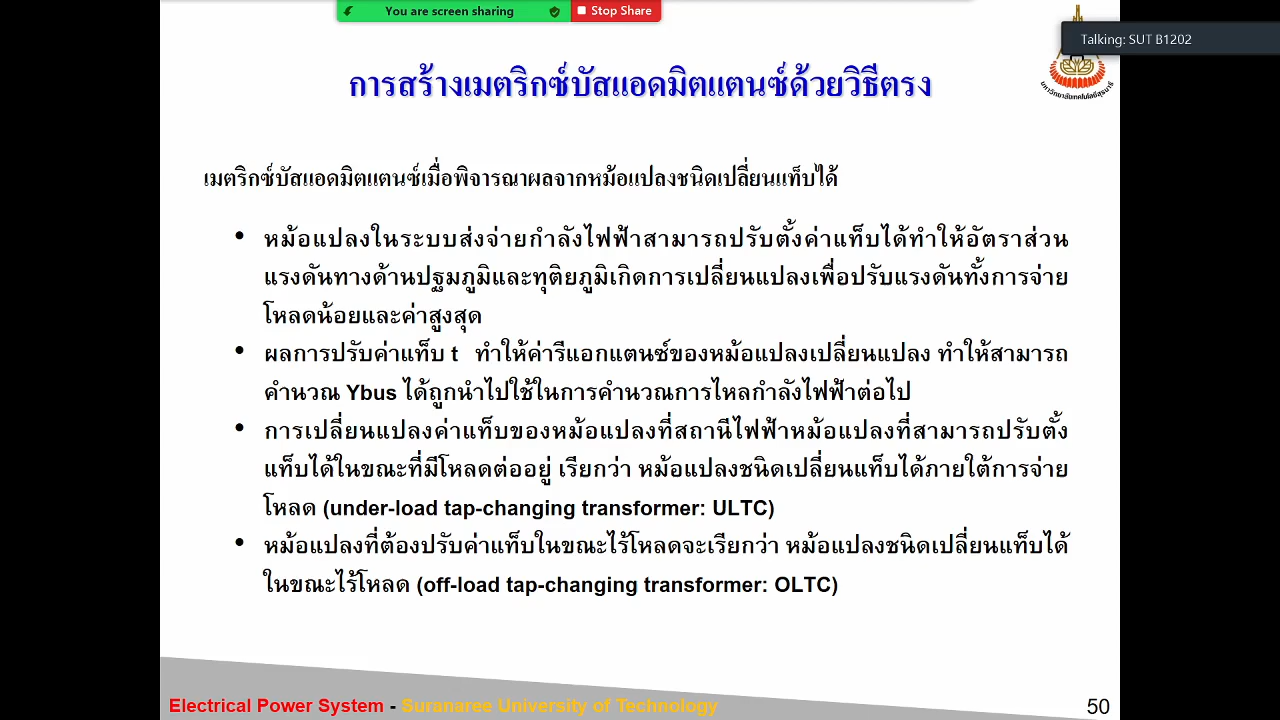 You are screen sharing
Stop Share
Talking: SUT B1202
มหาวิทยาลัยเทคโนโลยีสุรนารี
การสร้างเมตริกซ์บัสแอดมิตแตนซ์ด้วยวิธีตรง
เมตริกซ์บัสแอดมิตแตนซ์เมื่อพิจารณาผลจากหม้อแปลงชนิดเปลี่ยนแท็บได้
• หม้อแปลงในระบบส่งจ่ายกำลังไฟฟ้าสามารถปรับตั้งค่าแท็บได้ทำให้อัตราส่วน
แรงดันทางด้านปฐมภูมิและทุติยภูมิเกิดการเปลี่ยนแปลงเพื่อปรับแรงดันทั้งการจ่าย
โหลดน้อยและค่าสูงสุด
• ผลการปรับค่าแท็บ t ทำให้ค่ารีแอกแตนซ์ของหม้อแปลงเปลี่ยนแปลง ทำให้สามารถ
คำนวณ Ybus ได้ถูกนำไปใช้ในการคำนวณการไหลกำลังไฟฟ้าต่อไป
• การเปลี่ยนแปลงค่าแท็บของหม้อแปลงที่สถานีไฟฟ้าหม้อแปลงที่สามารถปรับตั้ง
แท็บได้ในขณะที่มีโหลดต่ออยู่ เรียกว่า หม้อแปลงชนิดเปลี่ยนแท็บได้ภายใต้การจ่าย
โหลด (under-load tap-changing transformer: ULTC)
• หม้อแปลงที่ต้องปรับค่าแท็บในขณะไร้โหลดจะเรียกว่า หม้อแปลงชนิดเปลี่ยนแท็บได้
ในขณะไร้โหลด (off-load tap-changing transformer: OLTC)
Electrical Power System - Suranaree University of Technology
50